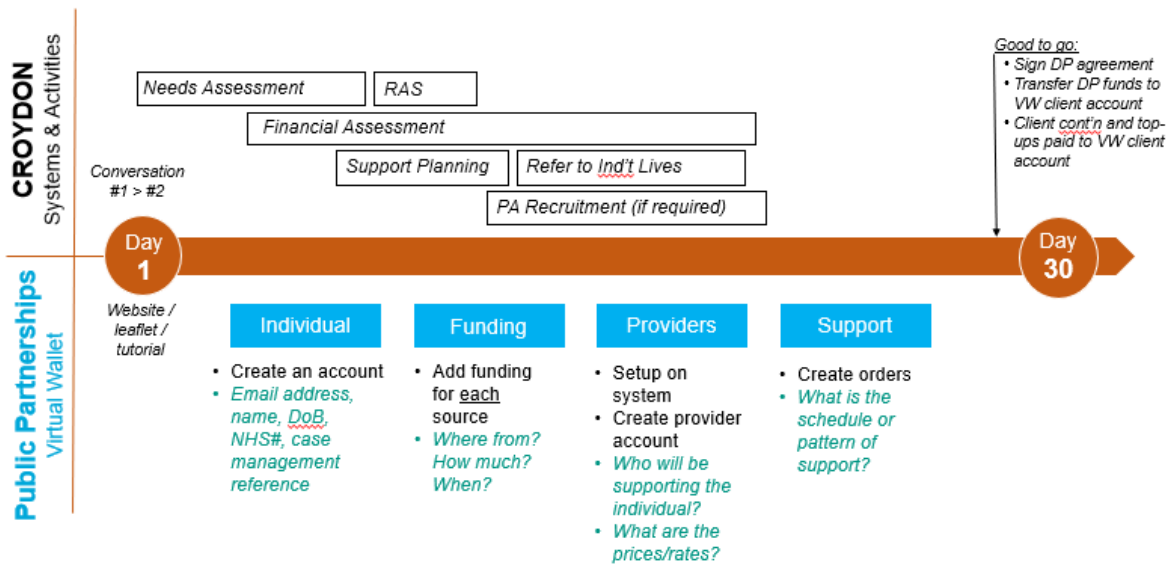 CROYDON
Systems & Activities
Needs Assessment
RAS
Financial Assessment
Support Planning
Refer to Ind't Lives
PA Recruitment (if required)
Conversation
#1 > #2
Good to go:
• Sign DP agreement
• Transfer DP funds to
VW client account
• Client cont'n and top-
ups paid to VW client
account
Day
1
Day
30
Public Partnerships
Virtual Wallet
Website /
leaflet /
tutorial
Individual
• Create an account
• Email address,
name, DoB,
NHS#, case
management
reference
Funding
• Add funding
for each
source
• Where from?
How much?
When?
Providers
• Setup on
system
• Create provider
account
• Who will be
supporting the
individual?
• What are the
prices/rates?
Support
• Create orders
• What is the
schedule or
pattern of
support?